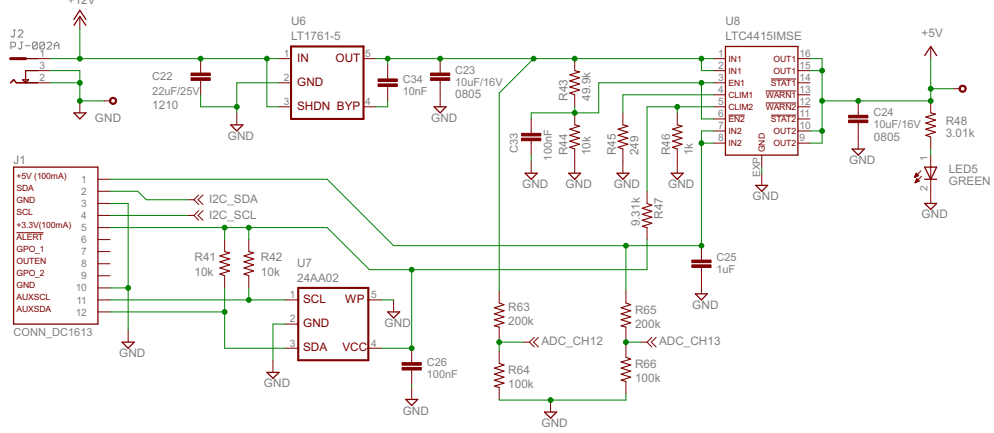 +12V
J2
PJ-002A
1
3
2
GND
C22
22uF/25V
1210
GND
U6
LT1761-5
1 IN OUT 5
2 GND
3 SHDN BYP 4
C34
10nF
C23
10uF/16V
0805
GND
C33
100nF
GND
R43
49.9k
R44
10k
GND
R45
249
GND
R46
1k
GND
9.31k
R47
U8
LTC4415IMSE
1 IN1 OUT1 16
2 IN1 OUT1 15
3 EN1 STAT1 14
4 CLIM1 WARN1 13
5 CLIM2 WARN2 12
6 EN2 STAT2 11
7 IN2 OUT2 10
8 IN2 OUT2 9
GND
EXP
GND
+5V
C24
10uF/16V
0805
GND
R48
3.01k
1
LED5
GREEN
2
GND
J1
+5V (100mA) 1
SDA 2
GND 3
SCL 4
+3.3V(100mA) 5
ALERT 6
GPO_1 7
OUTEN 8
GPO_2 9
GND 10
AUXSCL 11
AUXSDA 12
CONN_DC1613
GND
I2C_SDA
I2C_SCL
R41
10k
R42
10k
U7
24AA02
1 SCL WP 5
2 GND
3 SDA VCC 4
GND
GND
C26
100nF
GND
C25
1uF
GND
R63
200k
ADC_CH12
R64
100k
R65
200k
ADC_CH13
R66
100k
GND